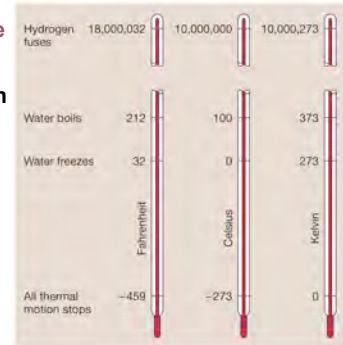 e
Hydrogen fuses 18,000,032 10,000,000 10,000,273
n
Water boils 212 100 373
Water freezes 32 0 273
Fahrenheit Celsius Kelvin
All thermal motion stops −459 −273 0